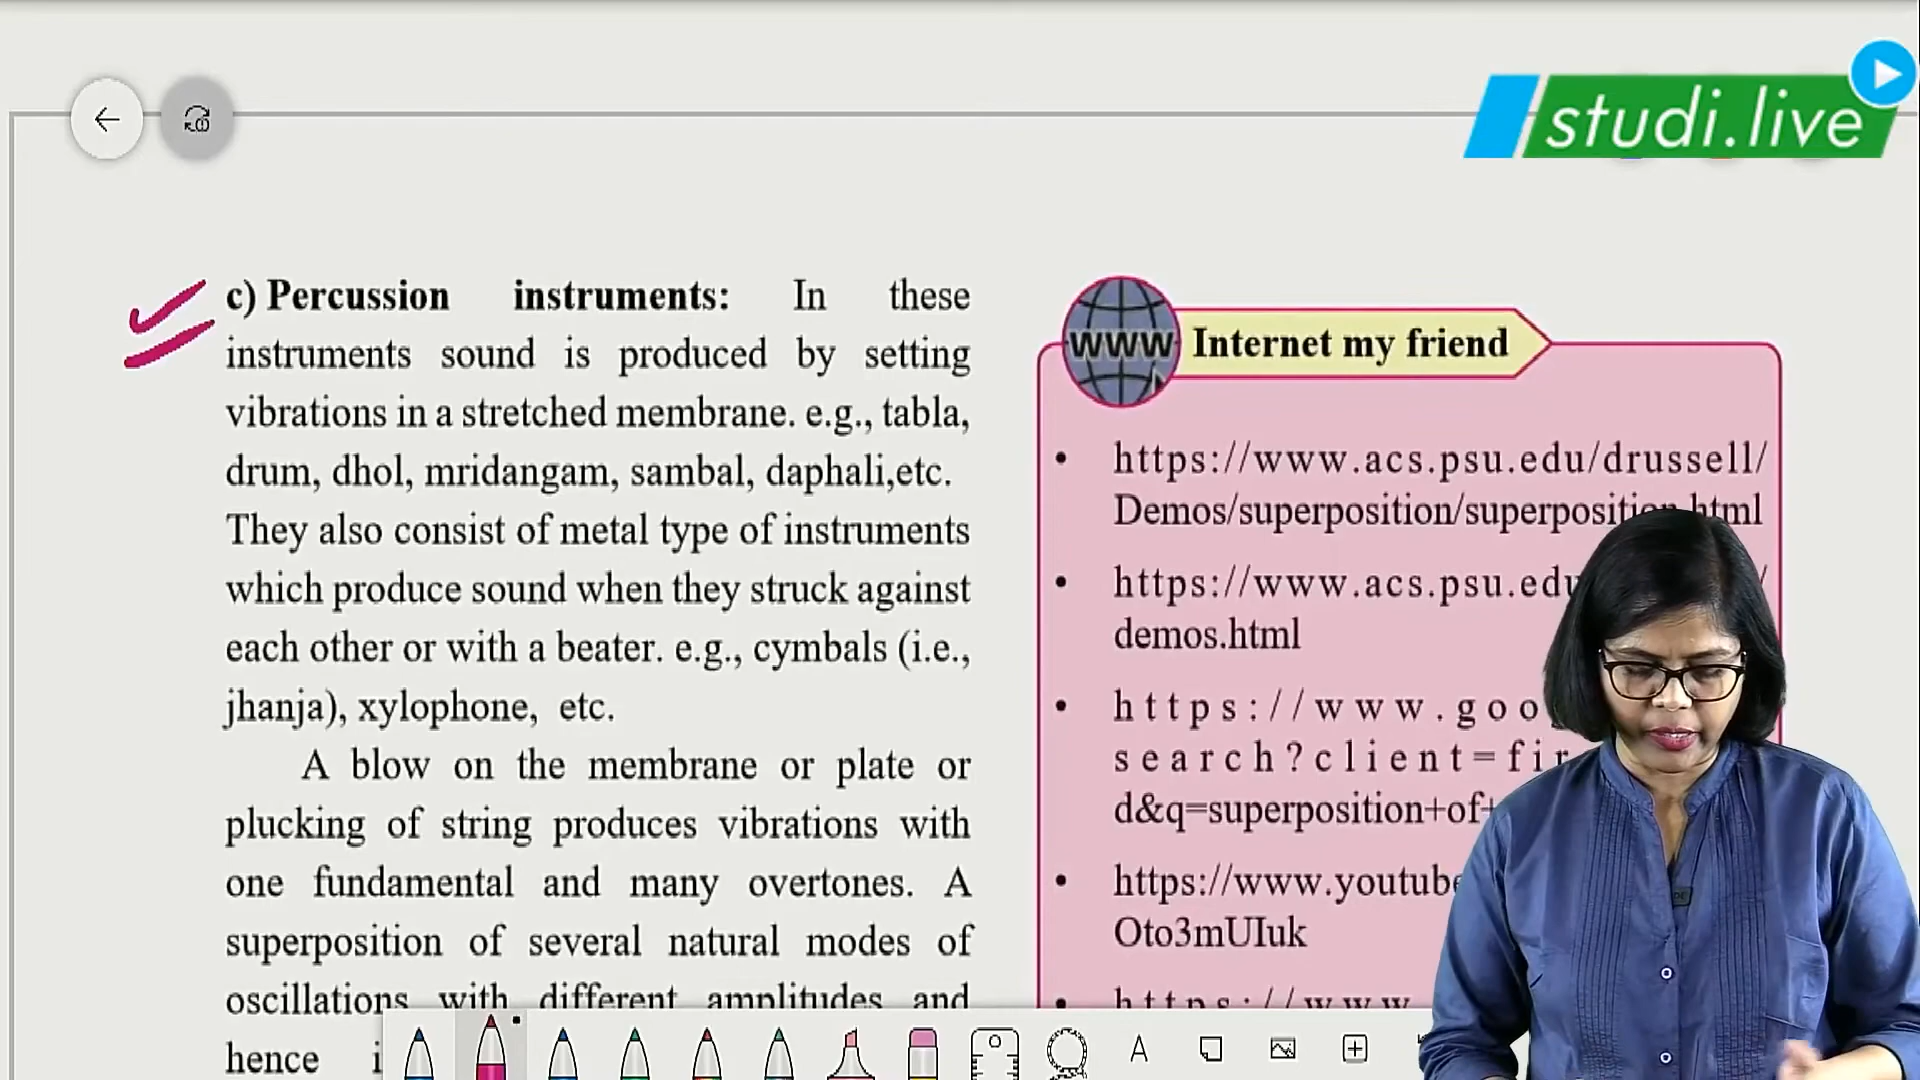 studi.live
c) Percussion instruments: In these
instruments sound is produced by setting
vibrations in a stretched membrane. e.g., tabla,
drum, dhol, mridangam, sambal, daphali,etc.
They also consist of metal type of instruments
which produce sound when they struck against
each other or with a beater. e.g., cymbals (i.e.,
jhanja), xylophone, etc.
A blow on the membrane or plate or
plucking of string produces vibrations with
one fundamental and many overtones. A
superposition of several natural modes of
oscillations with different amplitudes and
hence
WWW Internet my friend
• https://www.acs.psu.edu/drussell/
Demos/superposition/superposition.html
• https://www.acs.psu.edu
demos.html
• https://www.goo
search?client=fir
d&q=superposition+of+
• https://www.youtube
Oto3mUIuk
• https://www.
A